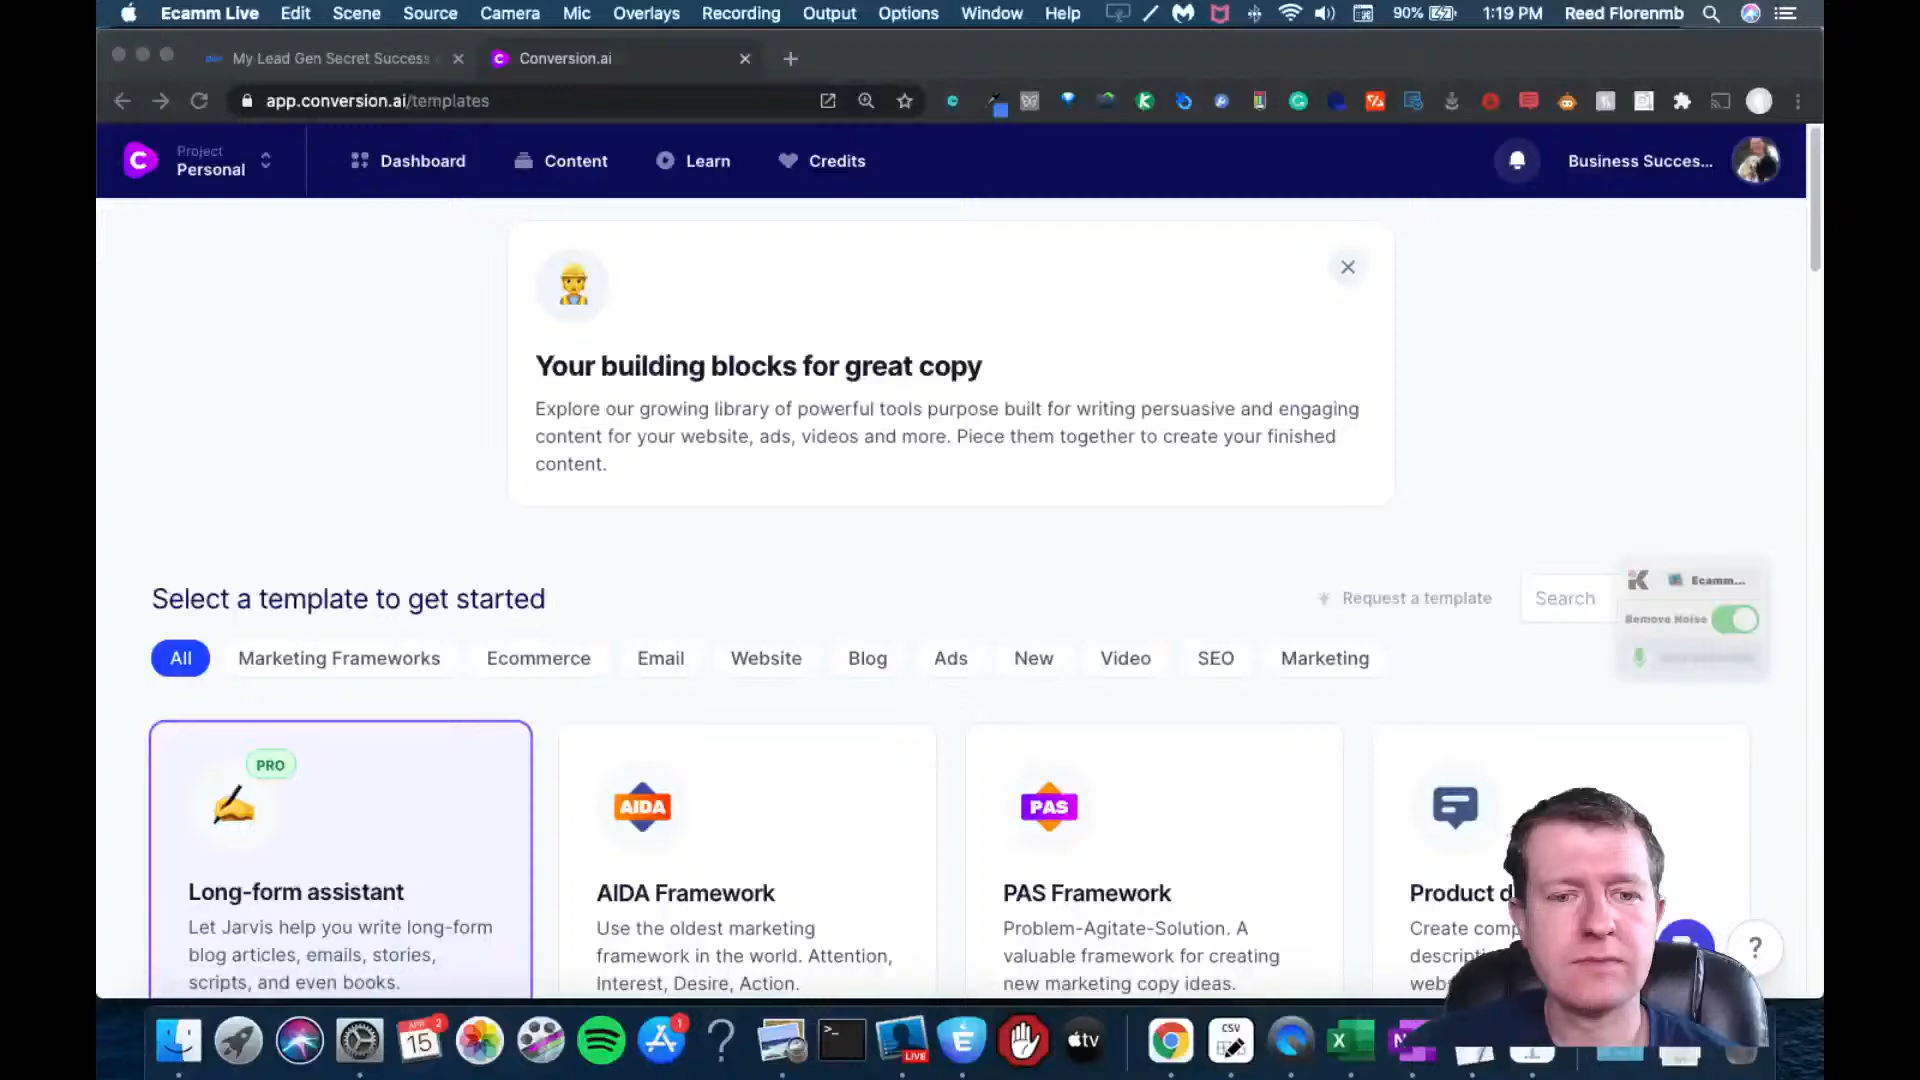 Ecamm Live Edit Scene Source Camera Mic Overlays Recording Output Options Window Help 90% 1:19 PM Reed Florenmb
My Lead Gen Secret Success
Conversion.ai
app.conversion.ai/templates
Project
Personal
Dashboard
Content
Learn
Credits
Business Succes...
Your building blocks for great copy
Explore our growing library of powerful tools purpose built for writing persuasive and engaging
content for your website, ads, videos and more. Piece them together to create your finished
content.
Select a template to get started
Request a template
Search
Ecamm...
Remove Noise
All Marketing Frameworks Ecommerce Email Website Blog Ads New Video SEO Marketing
PRO
Long-form assistant
Let Jarvis help you write long-form
blog articles, emails, stories,
scripts, and even books.
AIDA
AIDA Framework
Use the oldest marketing
framework in the world. Attention,
Interest, Desire, Action.
PAS
PAS Framework
Problem-Agitate-Solution. A
valuable framework for creating
new marketing copy ideas.
Product d
Create comp
descripti
web
?
APR
15
2
1
LIVE
tv
CSV